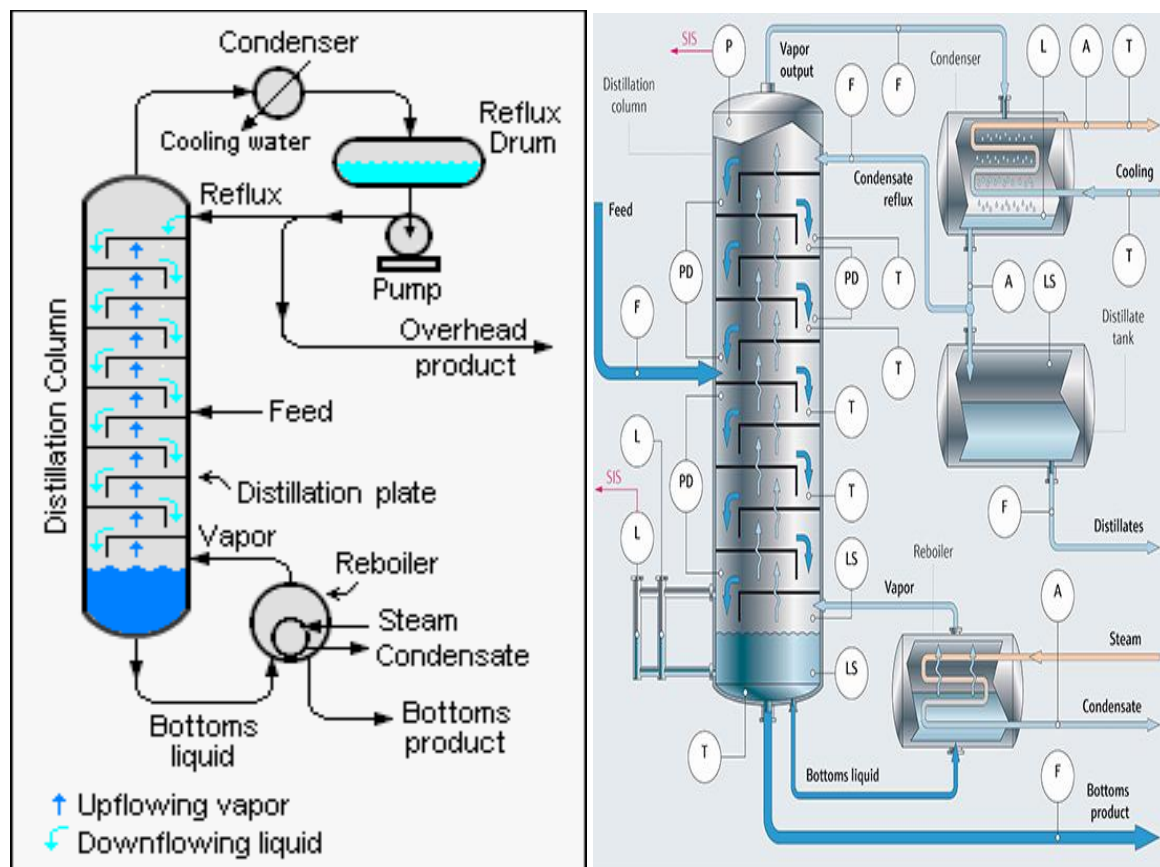 Condenser
Cooling water
Reflux
Drum
Reflux
Pump
Overhead
product
Distillation Column
Feed
Distillation plate
Vapor
Reboiler
Steam
Condensate
Bottoms
liquid
Bottoms
product
Upflowing vapor
Downflowing liquid
SIS
P
Vapor
output
F
F
Condenser
L
A
T
Distillation
column
Condensate
reflux
Cooling
Feed
PD
PD
T
T
A
LS
F
Distillate
tank
T
T
L
PD
SIS
T
L
F
Distillates
LS
Vapor
Reboiler
A
Steam
LS
Condensate
T
Bottoms liquid
F
Bottoms
product